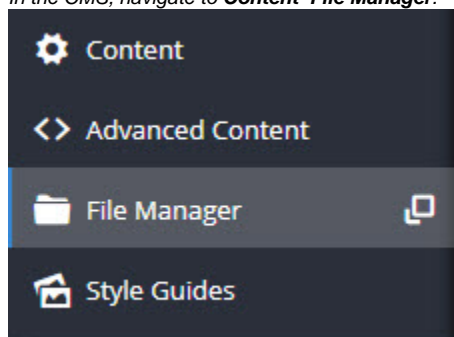 In the CMS, navigate to Content File Manager.
Content
<> Advanced Content
File Manager
Style Guides